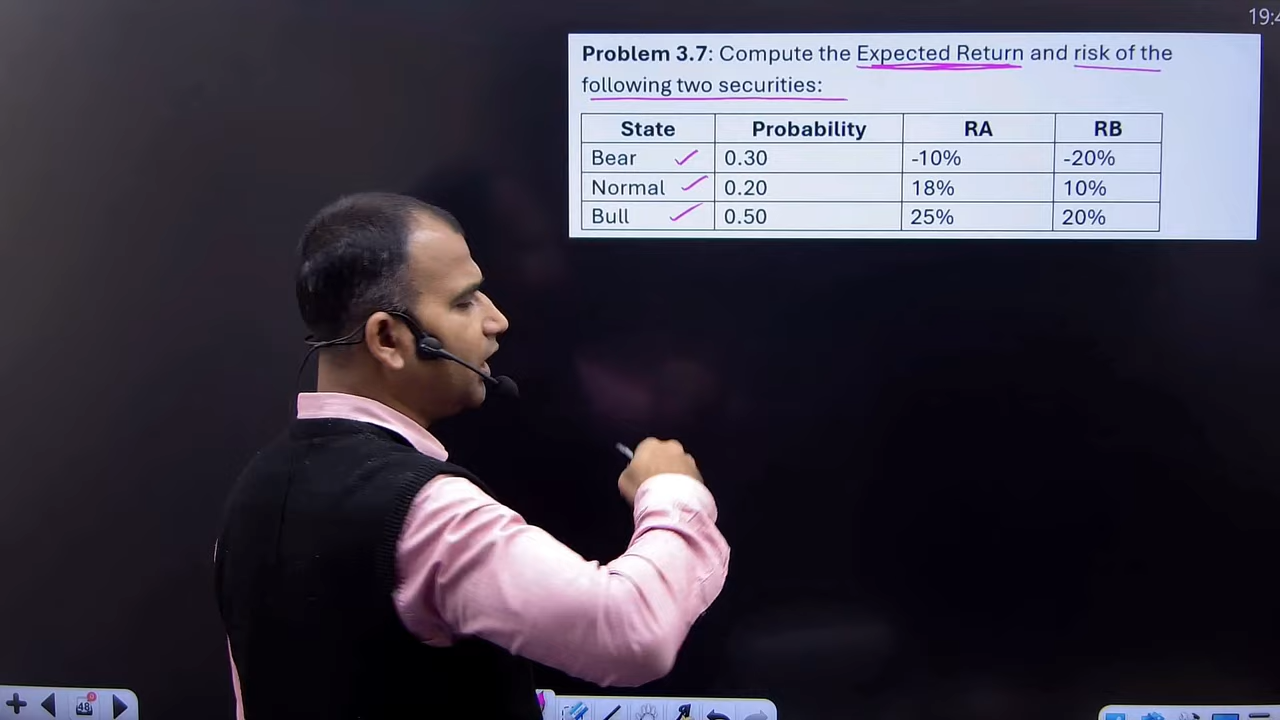 19:4
Problem 3.7: Compute the Expected Return and risk of the
following two securities:
State Probability RA RB
Bear 0.30 -10% -20%
Normal 0.20 18% 10%
Bull 0.50 25% 20%
48